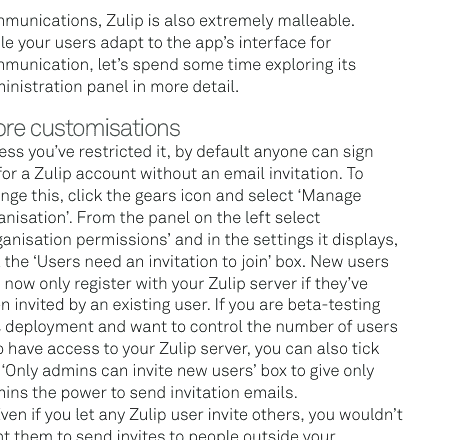 mmunications, Zulip is also extremely malleable.
le your users adapt to the app's interface for
mmunication, let's spend some time exploring its
ministration panel in more detail.
ore customisations
ess you've restricted it, by default anyone can sign
for a Zulip account without an email invitation. To
nge this, click the gears icon and select ‘Manage
anisation’. From the panel on the left select
ganisation permissions’ and in the settings it displays,
the ‘Users need an invitation to join’ box. New users
now only register with your Zulip server if they've
n invited by an existing user. If you are beta-testing
deployment and want to control the number of users
o have access to your Zulip server, you can also tick
‘Only admins can invite new users’ box to give only
mins the power to send invitation emails.
ven if you let any Zulip user invite others, you wouldn't
nt them to send invites to people outside your